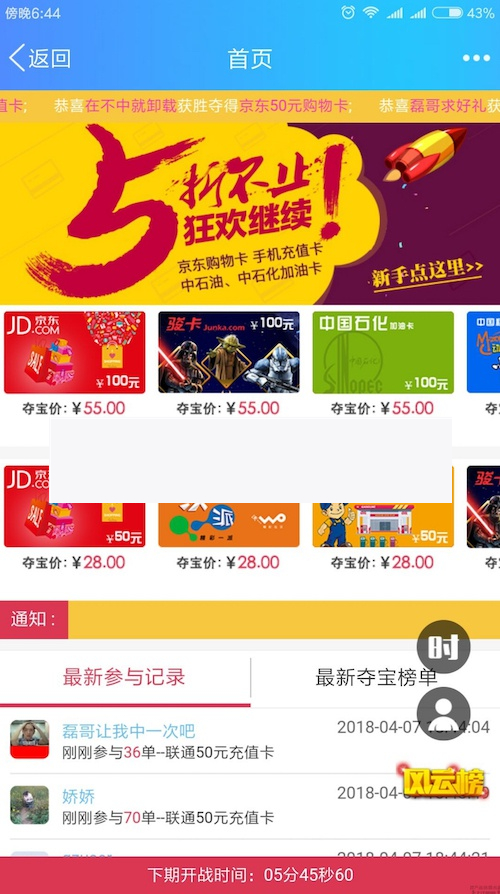 傍晚6:44
43%
返回
首页
值卡;
恭喜在不中就卸载获胜夺得京东50元购物卡;
恭喜磊哥求好礼获
5折不止!
狂欢继续
京东购物卡 手机充值卡
中石油、中石化加油卡
新手点这里>>
JD 京东
.COM
SALE
¥100元
骏卡
Junka.com
¥100元
中国石化加油卡
SINOPEC
¥100元
中国
夺宝价:¥55.00
夺宝价:¥55.00
夺宝价:¥55.00
夺宝
JD 京东
SALE
¥50元
派
精彩一派
WO
¥50元
骏卡
夺宝价:¥28.00
夺宝价:¥28.00
夺宝价:¥28.00
夺宝
通知:
时
最新参与记录
最新夺宝榜单
磊哥让我中一次吧
2018-04-07
刚刚参与36单--联通50元充值卡
娇娇
2018-04-
风云榜
刚刚参与70单--联通50元充值卡
下期开战时间:05分45秒60